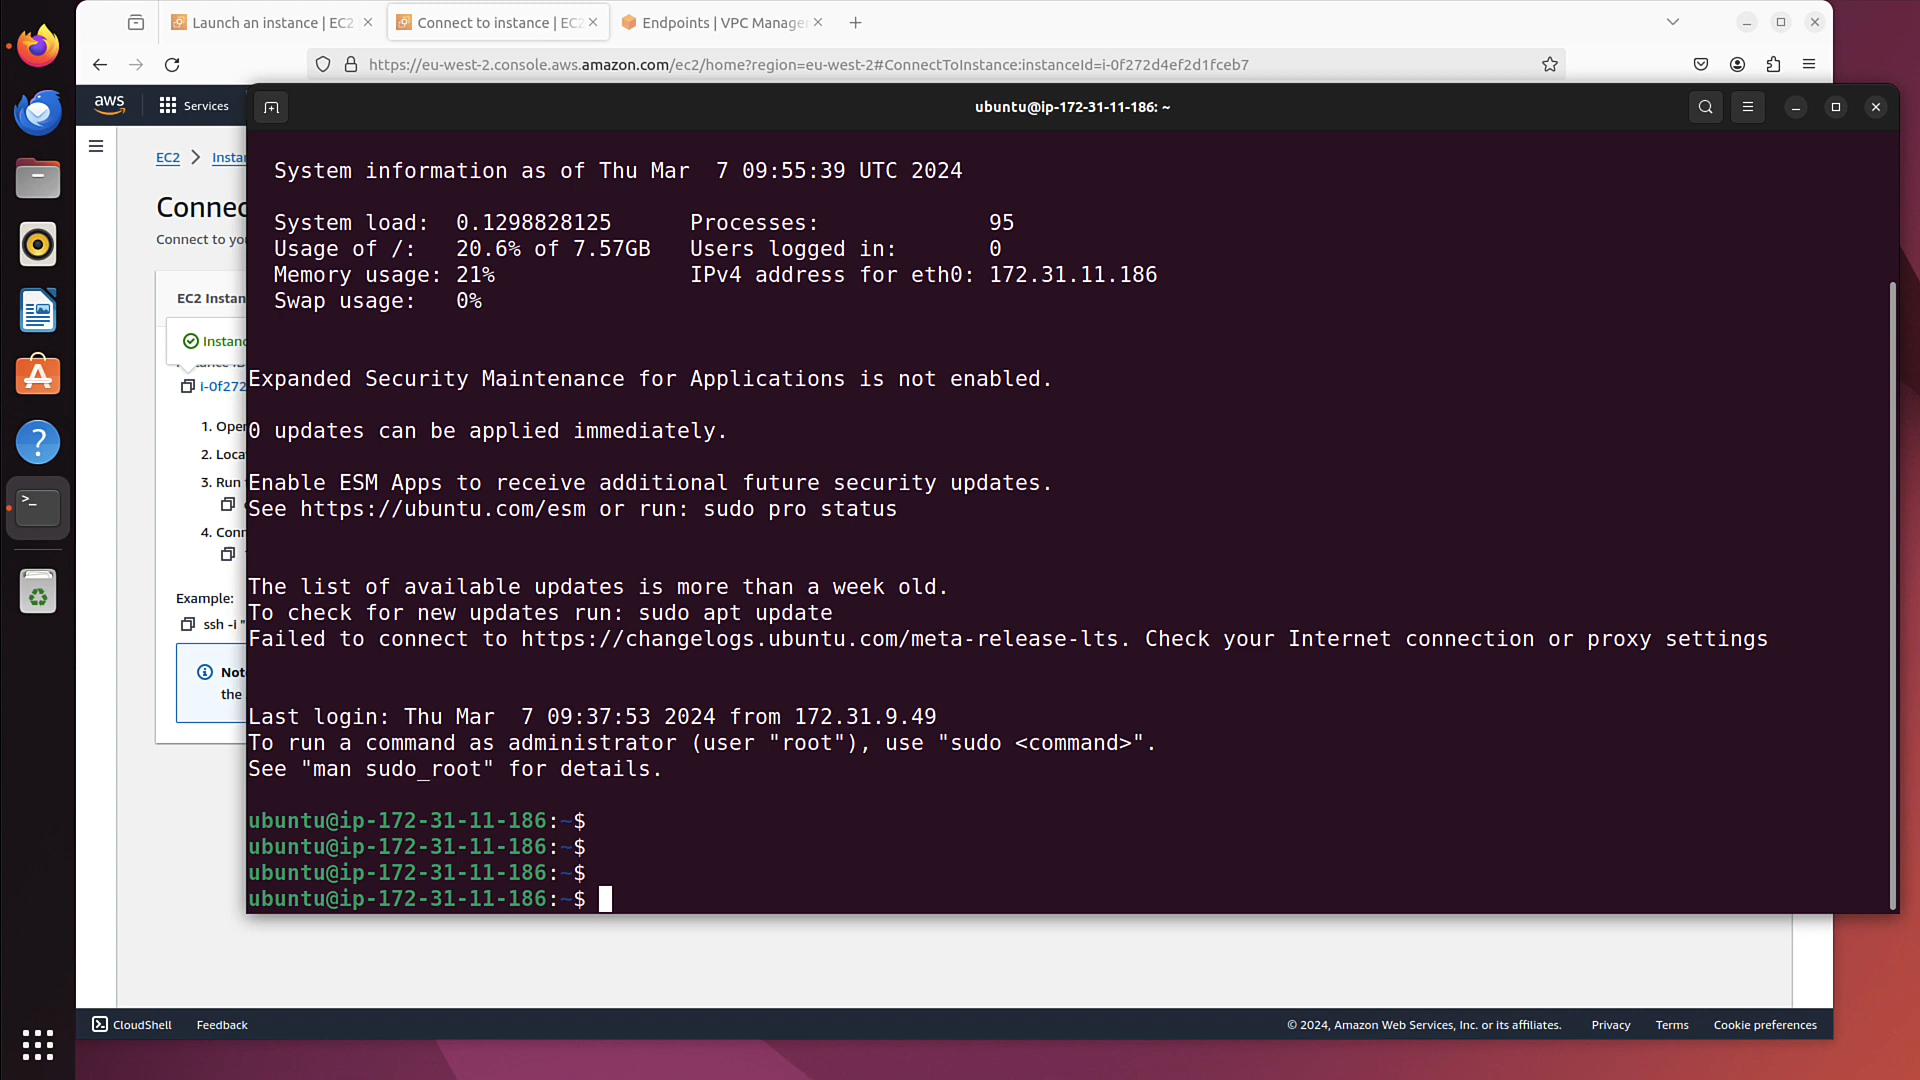 Launch an instance | EC2
Connect to instance | EC2
Endpoints | VPC Manage
https://eu-west-2.console.aws.amazon.com/ec2/home?region=eu-west-2#ConnectToInstance:instanceId=i-0f272d4ef2d1fceb7
aws
Services
ubuntu@ip-172-31-11-186: ~
EC2
Connect to
EC2
1.
2.
3. Run
4.
Example:
ssh -i "
the
System information as of Thu Mar  7 09:55:39 UTC 2024
System load:  0.1298828125      Processes:             95
Usage of /:   20.6% of 7.57GB   Users logged in:       0
Memory usage: 21%               IPv4 address for eth0: 172.31.11.186
Swap usage:   0%
Expanded Security Maintenance for Applications is not enabled.
0 updates can be applied immediately.
Enable ESM Apps to receive additional future security updates.
See https://ubuntu.com/esm or run: sudo pro status
The list of available updates is more than a week old.
To check for new updates run: sudo apt update
Failed to connect to https://changelogs.ubuntu.com/meta-release-lts. Check your Internet connection or proxy settings
Last login: Thu Mar  7 09:37:53 2024 from 172.31.9.49
To run a command as administrator (user "root"), use "sudo <command>".
See "man sudo_root" for details.
ubuntu@ip-172-31-11-186:~$
ubuntu@ip-172-31-11-186:~$
ubuntu@ip-172-31-11-186:~$
ubuntu@ip-172-31-11-186:~$
CloudShell
Feedback
© 2024, Amazon Web Services, Inc. or its affiliates.
Privacy
Terms
Cookie preferences